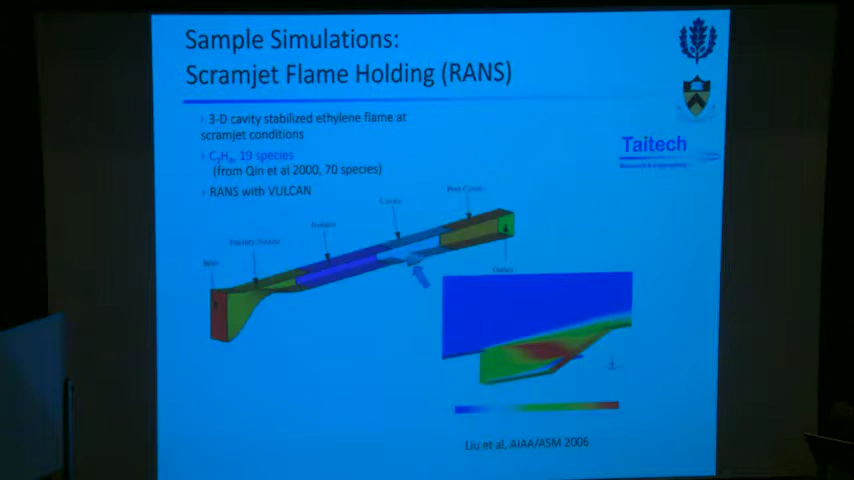 Sample Simulations:
Scramjet Flame Holding (RANS)
3-D cavity stabilized ethylene flame at
scramjet conditions
C₂H₄, 19 species
(from Qin et al 2000, 70 species)
RANS with VULCAN
Taitech
Cavity
Post Cavity
Isolator
Facility Nozzle
Inlet
Outlet
Liu et al, AIAA/ASM 2006